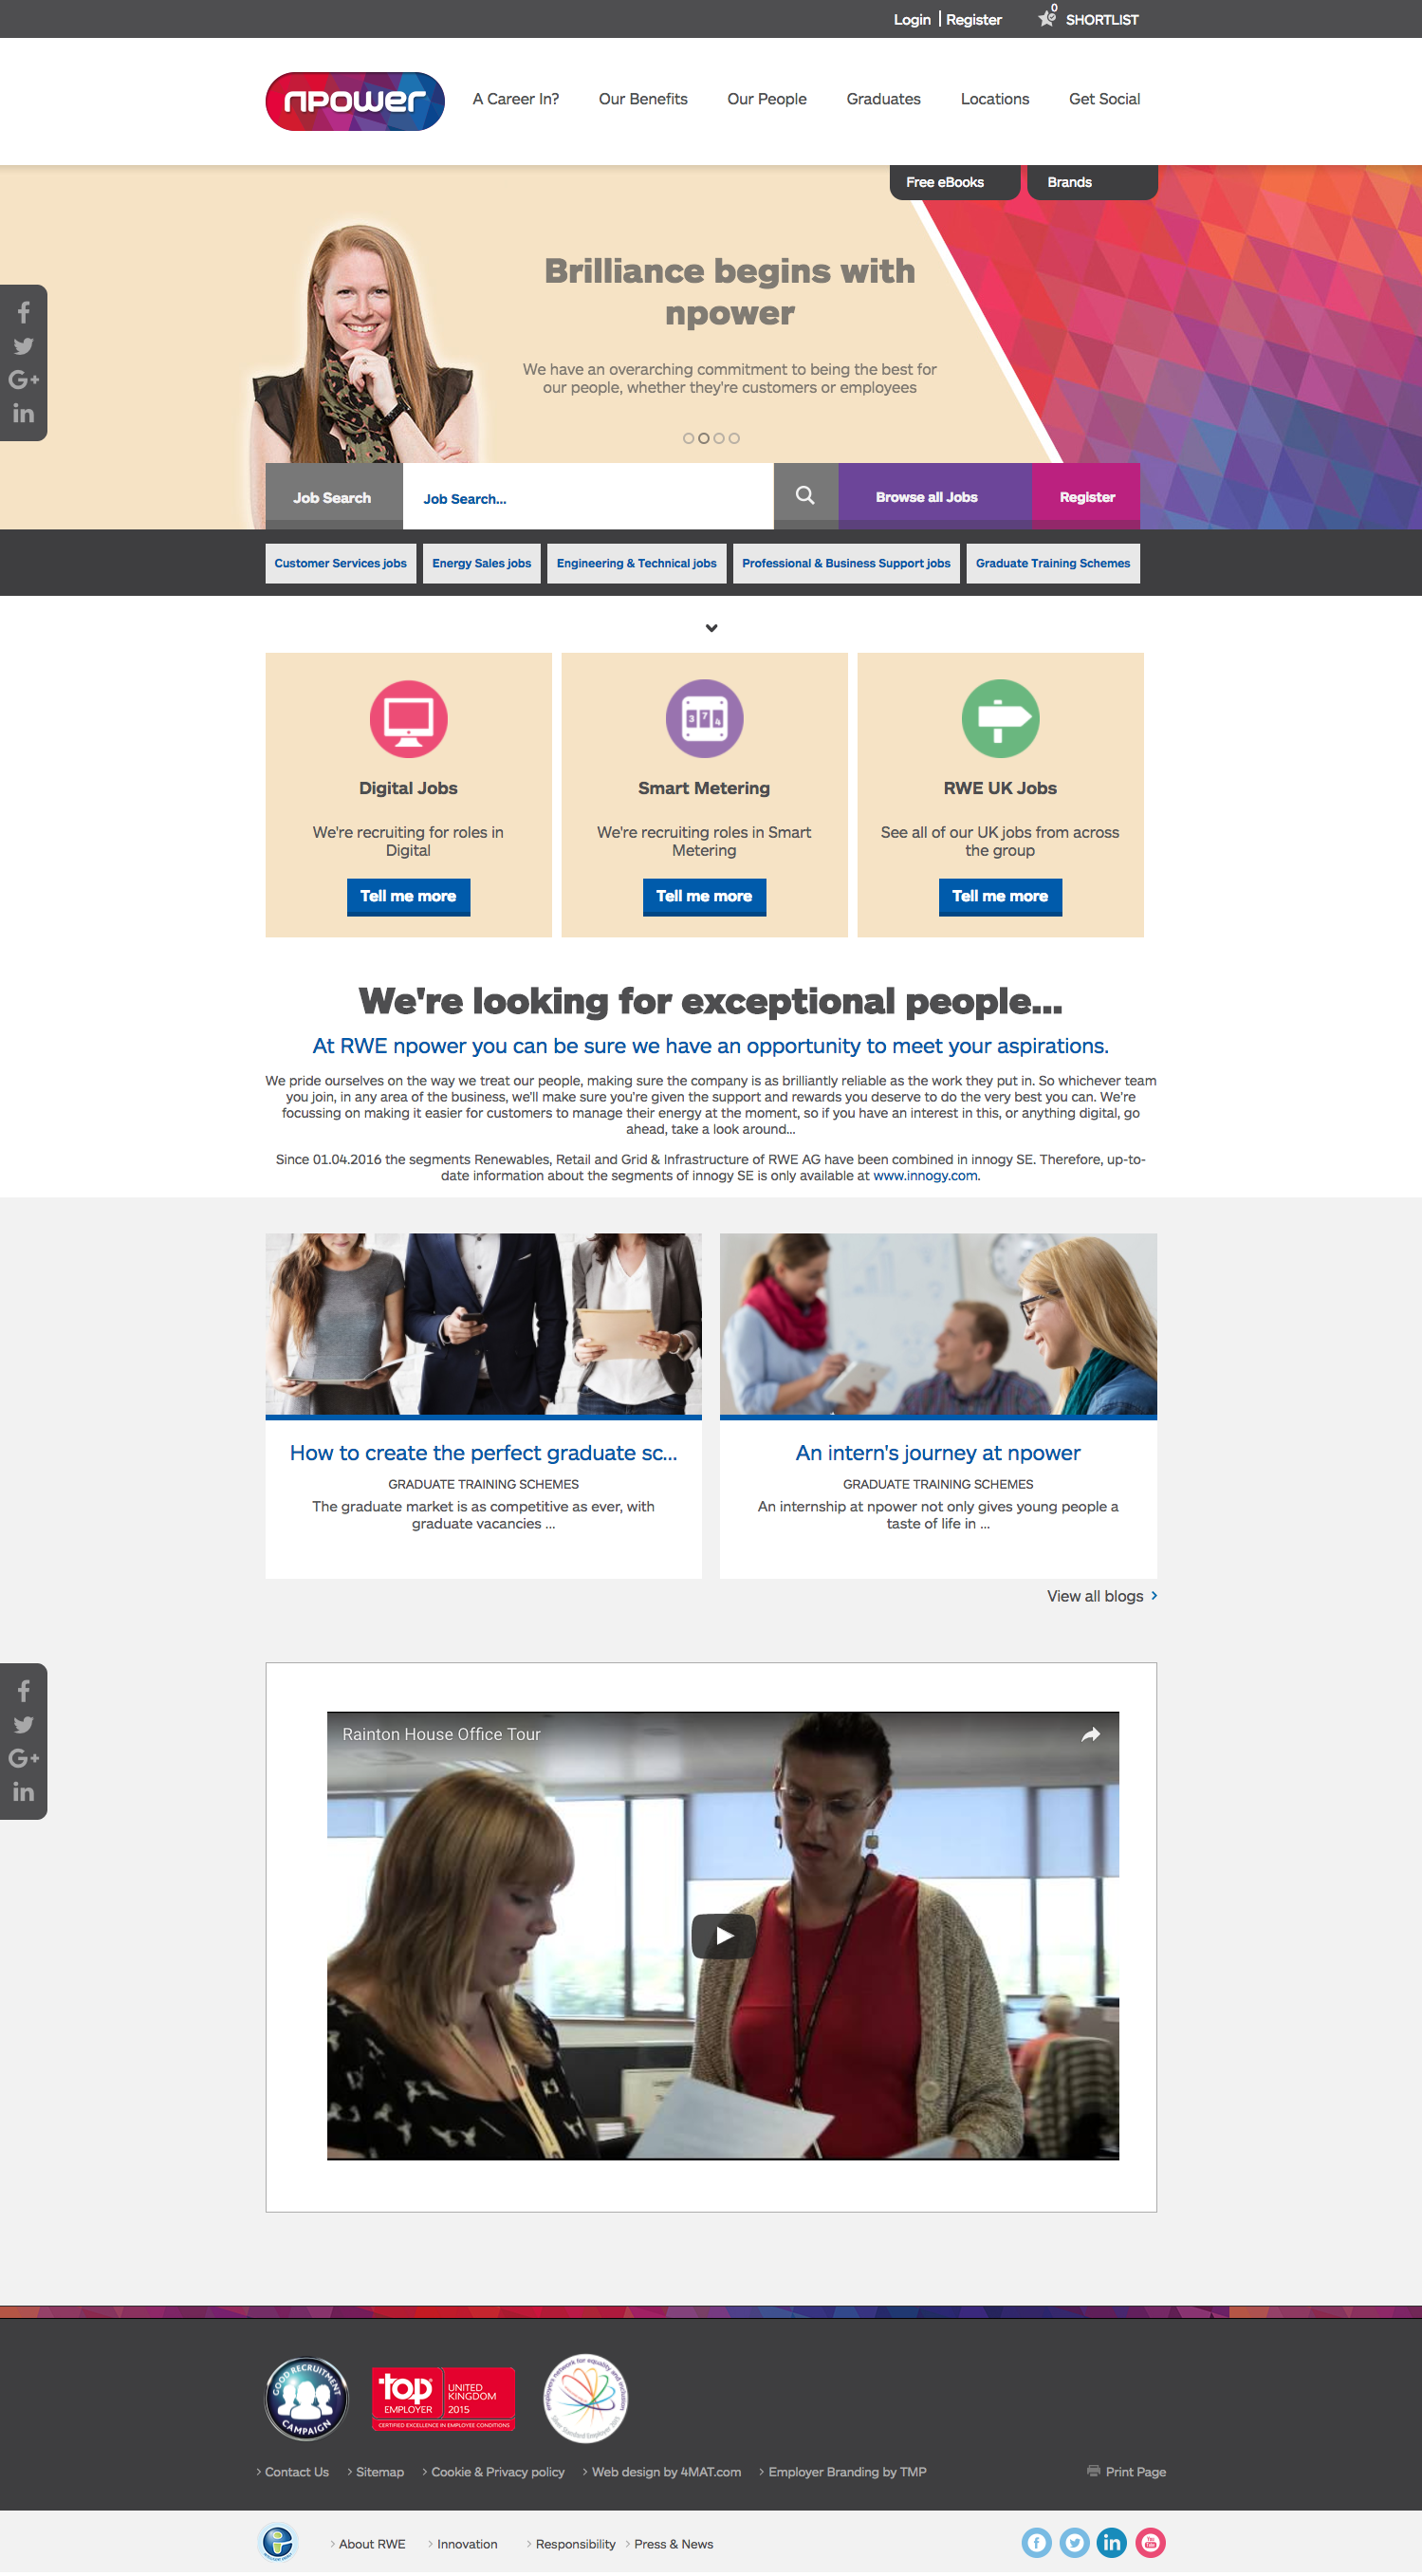 Login | Register
0
SHORTLIST
npower
A Career In?
Our Benefits
Our People
Graduates
Locations
Get Social
Free eBooks
Brands
Brilliance begins with
npower
We have an overarching commitment to being the best for
our people, whether they're customers or employees
Job Search
Job Search...
Browse all Jobs
Register
Customer Services jobs
Energy Sales jobs
Engineering & Technical jobs
Professional & Business Support jobs
Graduate Training Schemes
3 7 4
Digital Jobs
We're recruiting for roles in
Digital
Tell me more
Smart Metering
We're recruiting roles in Smart
Metering
Tell me more
RWE UK Jobs
See all of our UK jobs from across
the group
Tell me more
We're looking for exceptional people...
At RWE npower you can be sure we have an opportunity to meet your aspirations.
We pride ourselves on the way we treat our people, making sure the company is as brilliantly reliable as the work they put in. So whichever team
you join, in any area of the business, we'll make sure you're given the support and rewards you deserve to do the very best you can. We're
focussing on making it easier for customers to manage their energy at the moment, so if you have an interest in this, or anything digital, go
ahead, take a look around...
Since 01.04.2016 the segments Renewables, Retail and Grid & Infrastructure of RWE AG have been combined in innogy SE. Therefore, up-to-
date information about the segments of innogy SE is only available at www.innogy.com.
How to create the perfect graduate sc...
GRADUATE TRAINING SCHEMES
The graduate market is as competitive as ever, with
graduate vacancies ...
An intern's journey at npower
GRADUATE TRAINING SCHEMES
An internship at npower not only gives young people a
taste of life in ...
View all blogs
Rainton House Office Tour
GOOD RECRUITMENT
CAMPAIGN
top
EMPLOYER
UNITED
KINGDOM
2015
CERTIFIED EXCELLENCE IN EMPLOYEE CONDITIONS
employers network for equality and inclusion
Contact Us
Sitemap
Cookie & Privacy policy
Web design by 4MAT.com
Employer Branding by TMP
Print Page
About RWE
Innovation
Responsibility
Press & News